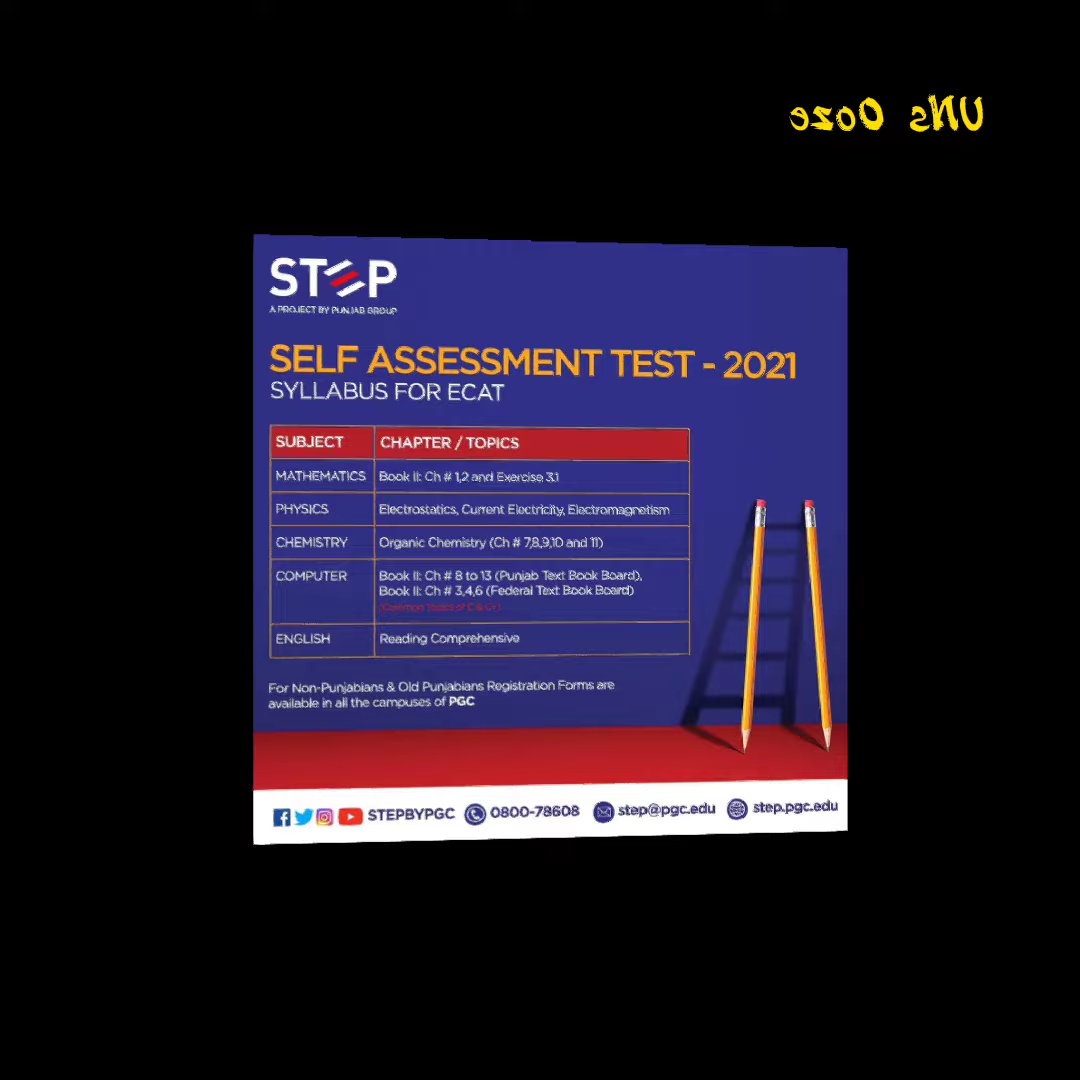 UNs Ooze
STEP
A PROJECT BY PUNJAB GROUP
SELF ASSESSMENT TEST - 2021
SYLLABUS FOR ECAT
SUBJECT CHAPTER / TOPICS
MATHEMATICS Book II: Ch # 1,2 and Exercise 3.1
PHYSICS Electrostatics, Current Electricity, Electromagnetism
CHEMISTRY Organic Chemistry (Ch # 7,8,9,10 and 11)
COMPUTER Book II: Ch # 8 to 13 (Punjab Text Book Board),
Book II: Ch # 3,4,6 (Federal Text Book Board)
(Common Topics of C & C++)
ENGLISH Reading Comprehensive
For Non-Punjabians & Old Punjabians Registration Forms are
available in all the campuses of PGC
STEPBYPGC 0800-78608 step@pgc.edu step.pgc.edu